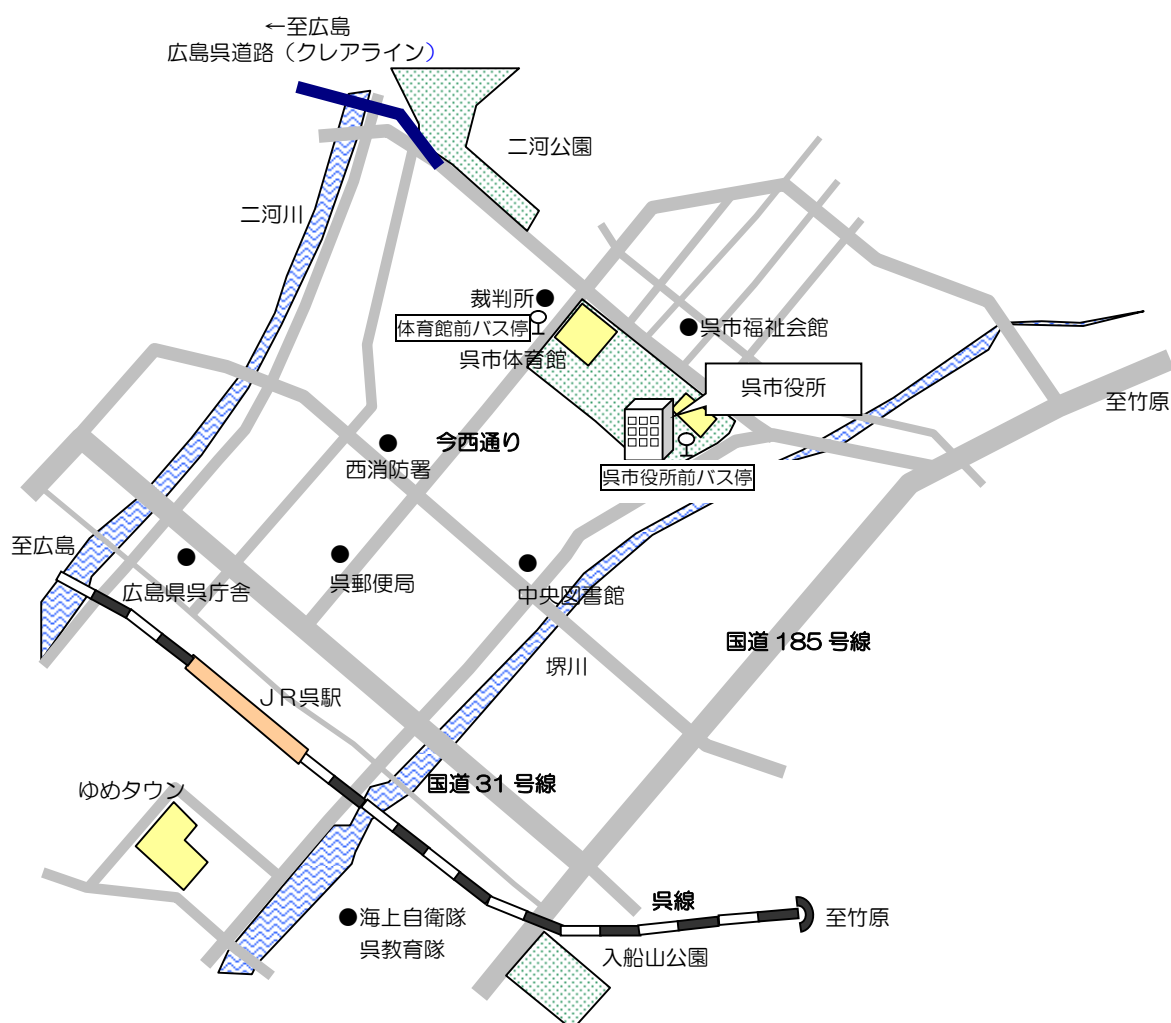 ←至広島
広島呉道路（クレアライン）
二河公園
二河川
裁判所
体育館前バス停
呉市体育館
呉市福祉会館
呉市役所
至竹原
今西通り
西消防署
呉市役所前バス停
至広島
広島県呉庁舎
呉郵便局
中央図書館
国道 185 号線
堺川
ＪＲ呉駅
国道 31 号線
ゆめタウン
呉線
海上自衛隊
呉教育隊
至竹原
入船山公園